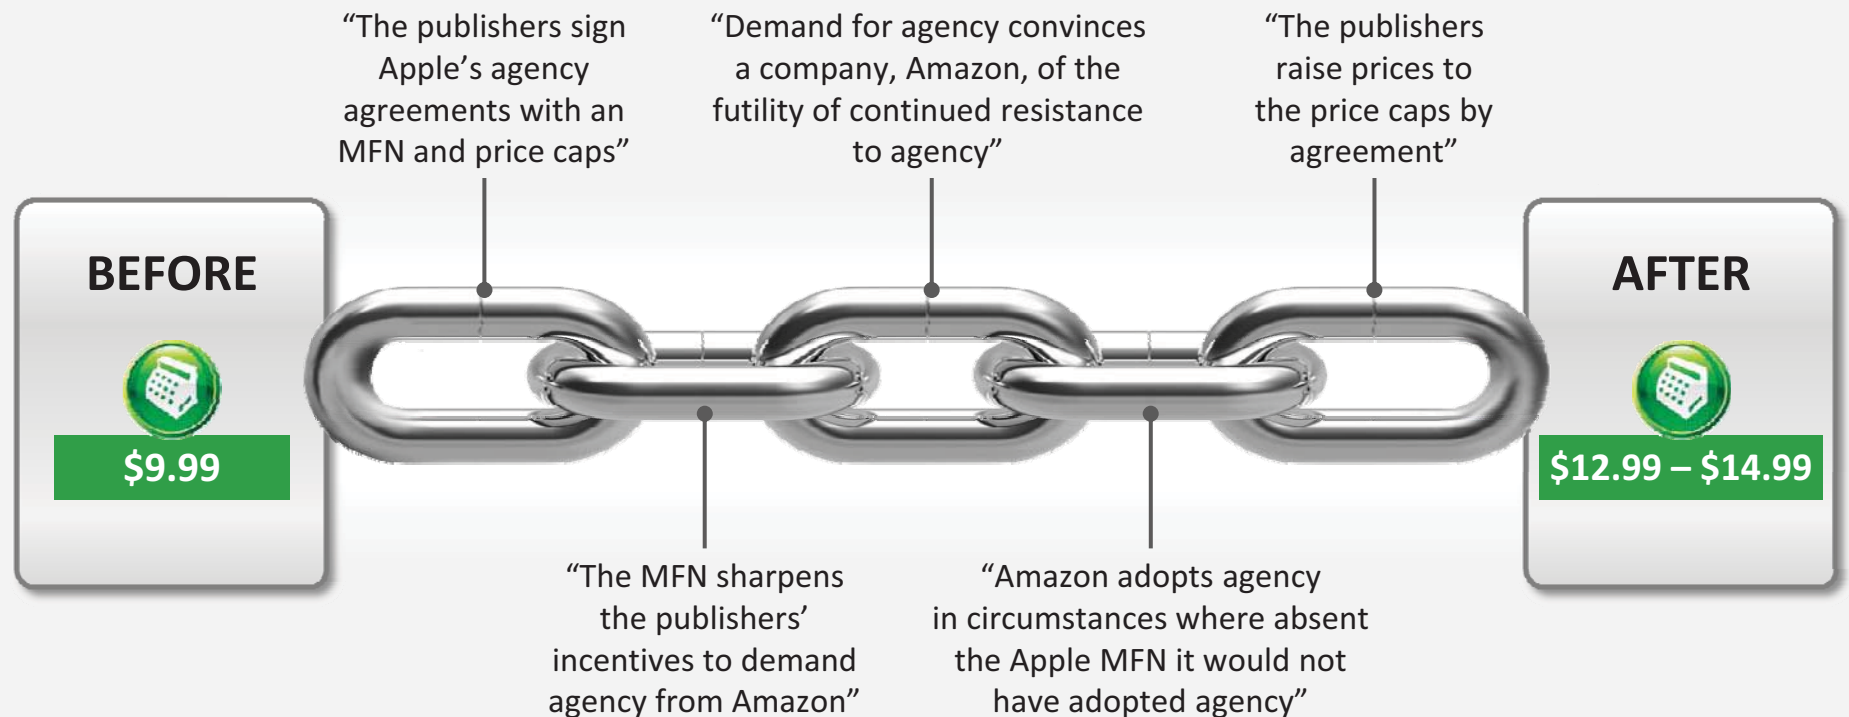 “The publishers sign
Apple’s agency
agreements with an
MFN and price caps”
“Demand for agency convinces
a company, Amazon, of the
futility of continued resistance
to agency”
“The publishers
raise prices to
the price caps by
agreement”
BEFORE
$9.99
AFTER
$12.99 – $14.99
“The MFN sharpens
the publishers’
incentives to demand
agency from Amazon”
“Amazon adopts agency
in circumstances where absent
the Apple MFN it would not
have adopted agency”